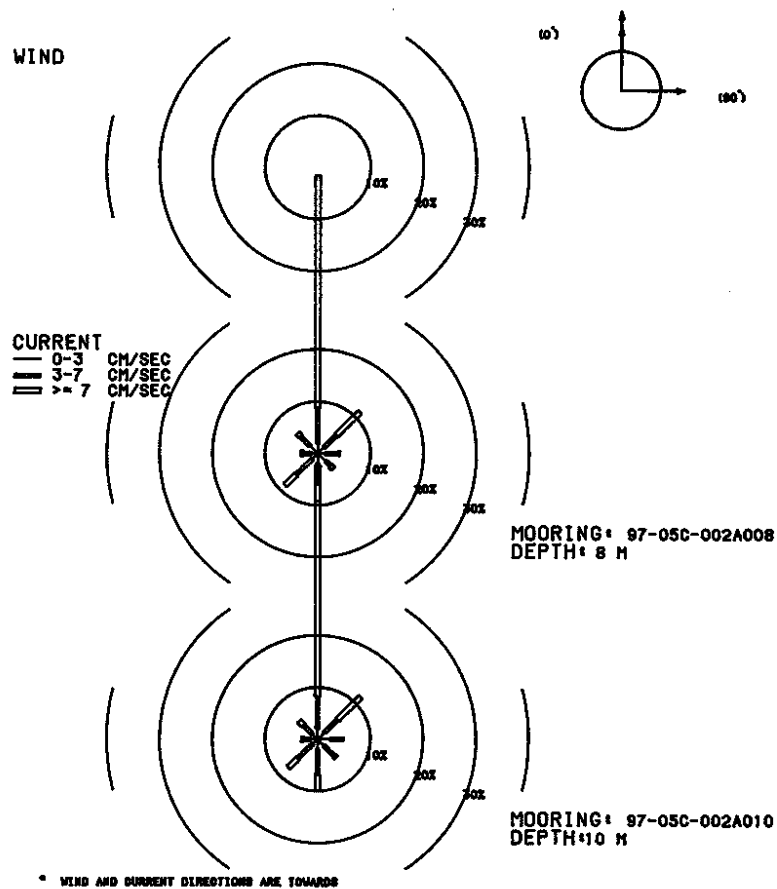 WIND
(0°)
(90°)
10%
20%
30%
CURRENT
0-3 CM/SEC
3-7 CM/SEC
>= 7 CM/SEC
10%
20%
30%
MOORING: 97-05C-002A008
DEPTH: 8 M
10%
20%
30%
MOORING: 97-05C-002A010
DEPTH:10 M
* WIND AND CURRENT DIRECTIONS ARE TOWARDS